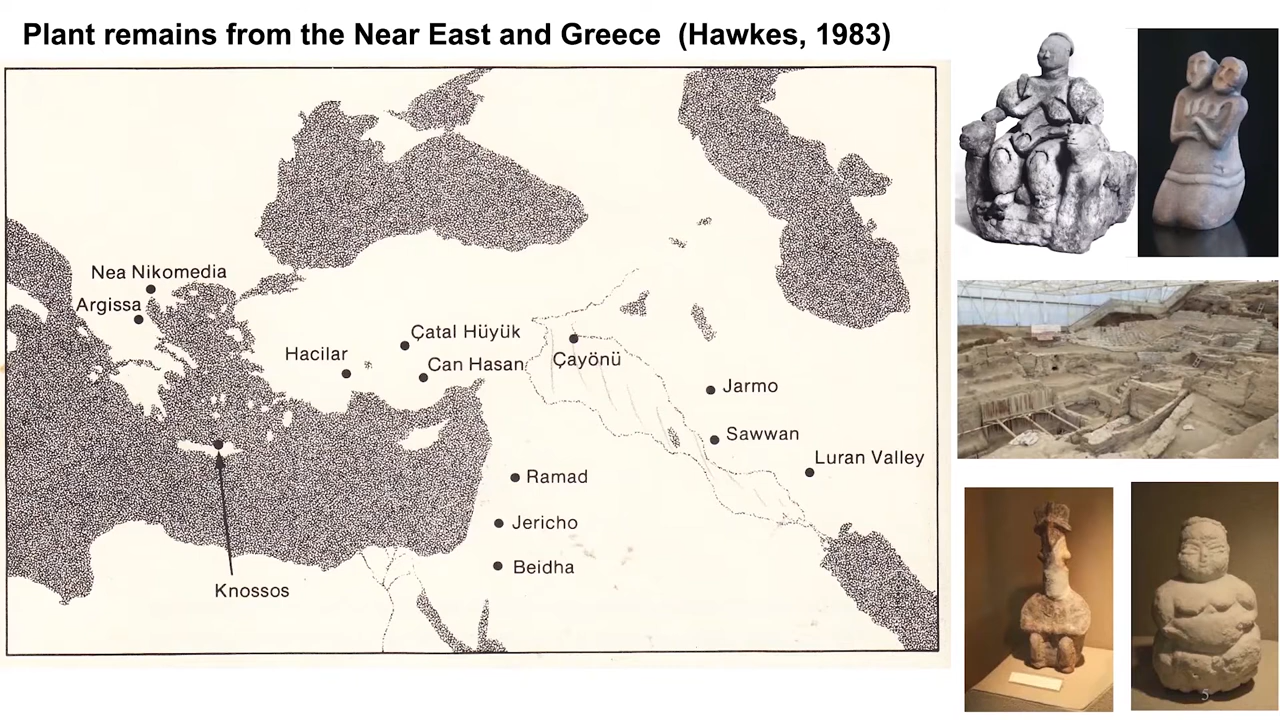 Plant remains from the Near East and Greece (Hawkes, 1983)
Nea Nikomedia
Argissa
Hacilar
Çatal Hüyük
Can Hasan
Çayönü
Jarmo
Sawwan
Luran Valley
Ramad
Jericho
Beidha
Knossos
5